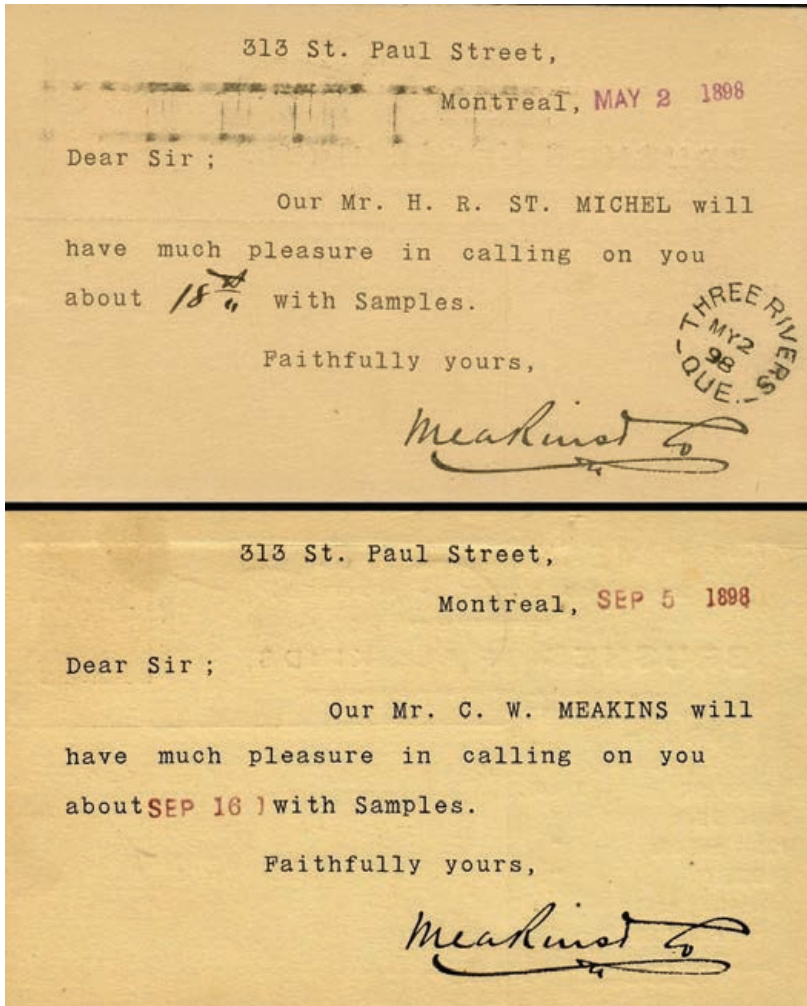 313 St. Paul Street,
Montreal, MAY 2 1898
Dear Sir ;
Our Mr. H. R. ST. MICHEL will
have much pleasure in calling on you
about 18th with Samples.
THREE RIVERS
MY 2
98
QUE.
Faithfully yours,
Meakins & Co
313 St. Paul Street,
Montreal, SEP 5 1898
Dear Sir ;
Our Mr. C. W. MEAKINS will
have much pleasure in calling on you
about SEP 16 with Samples.
Faithfully yours,
Meakins & Co